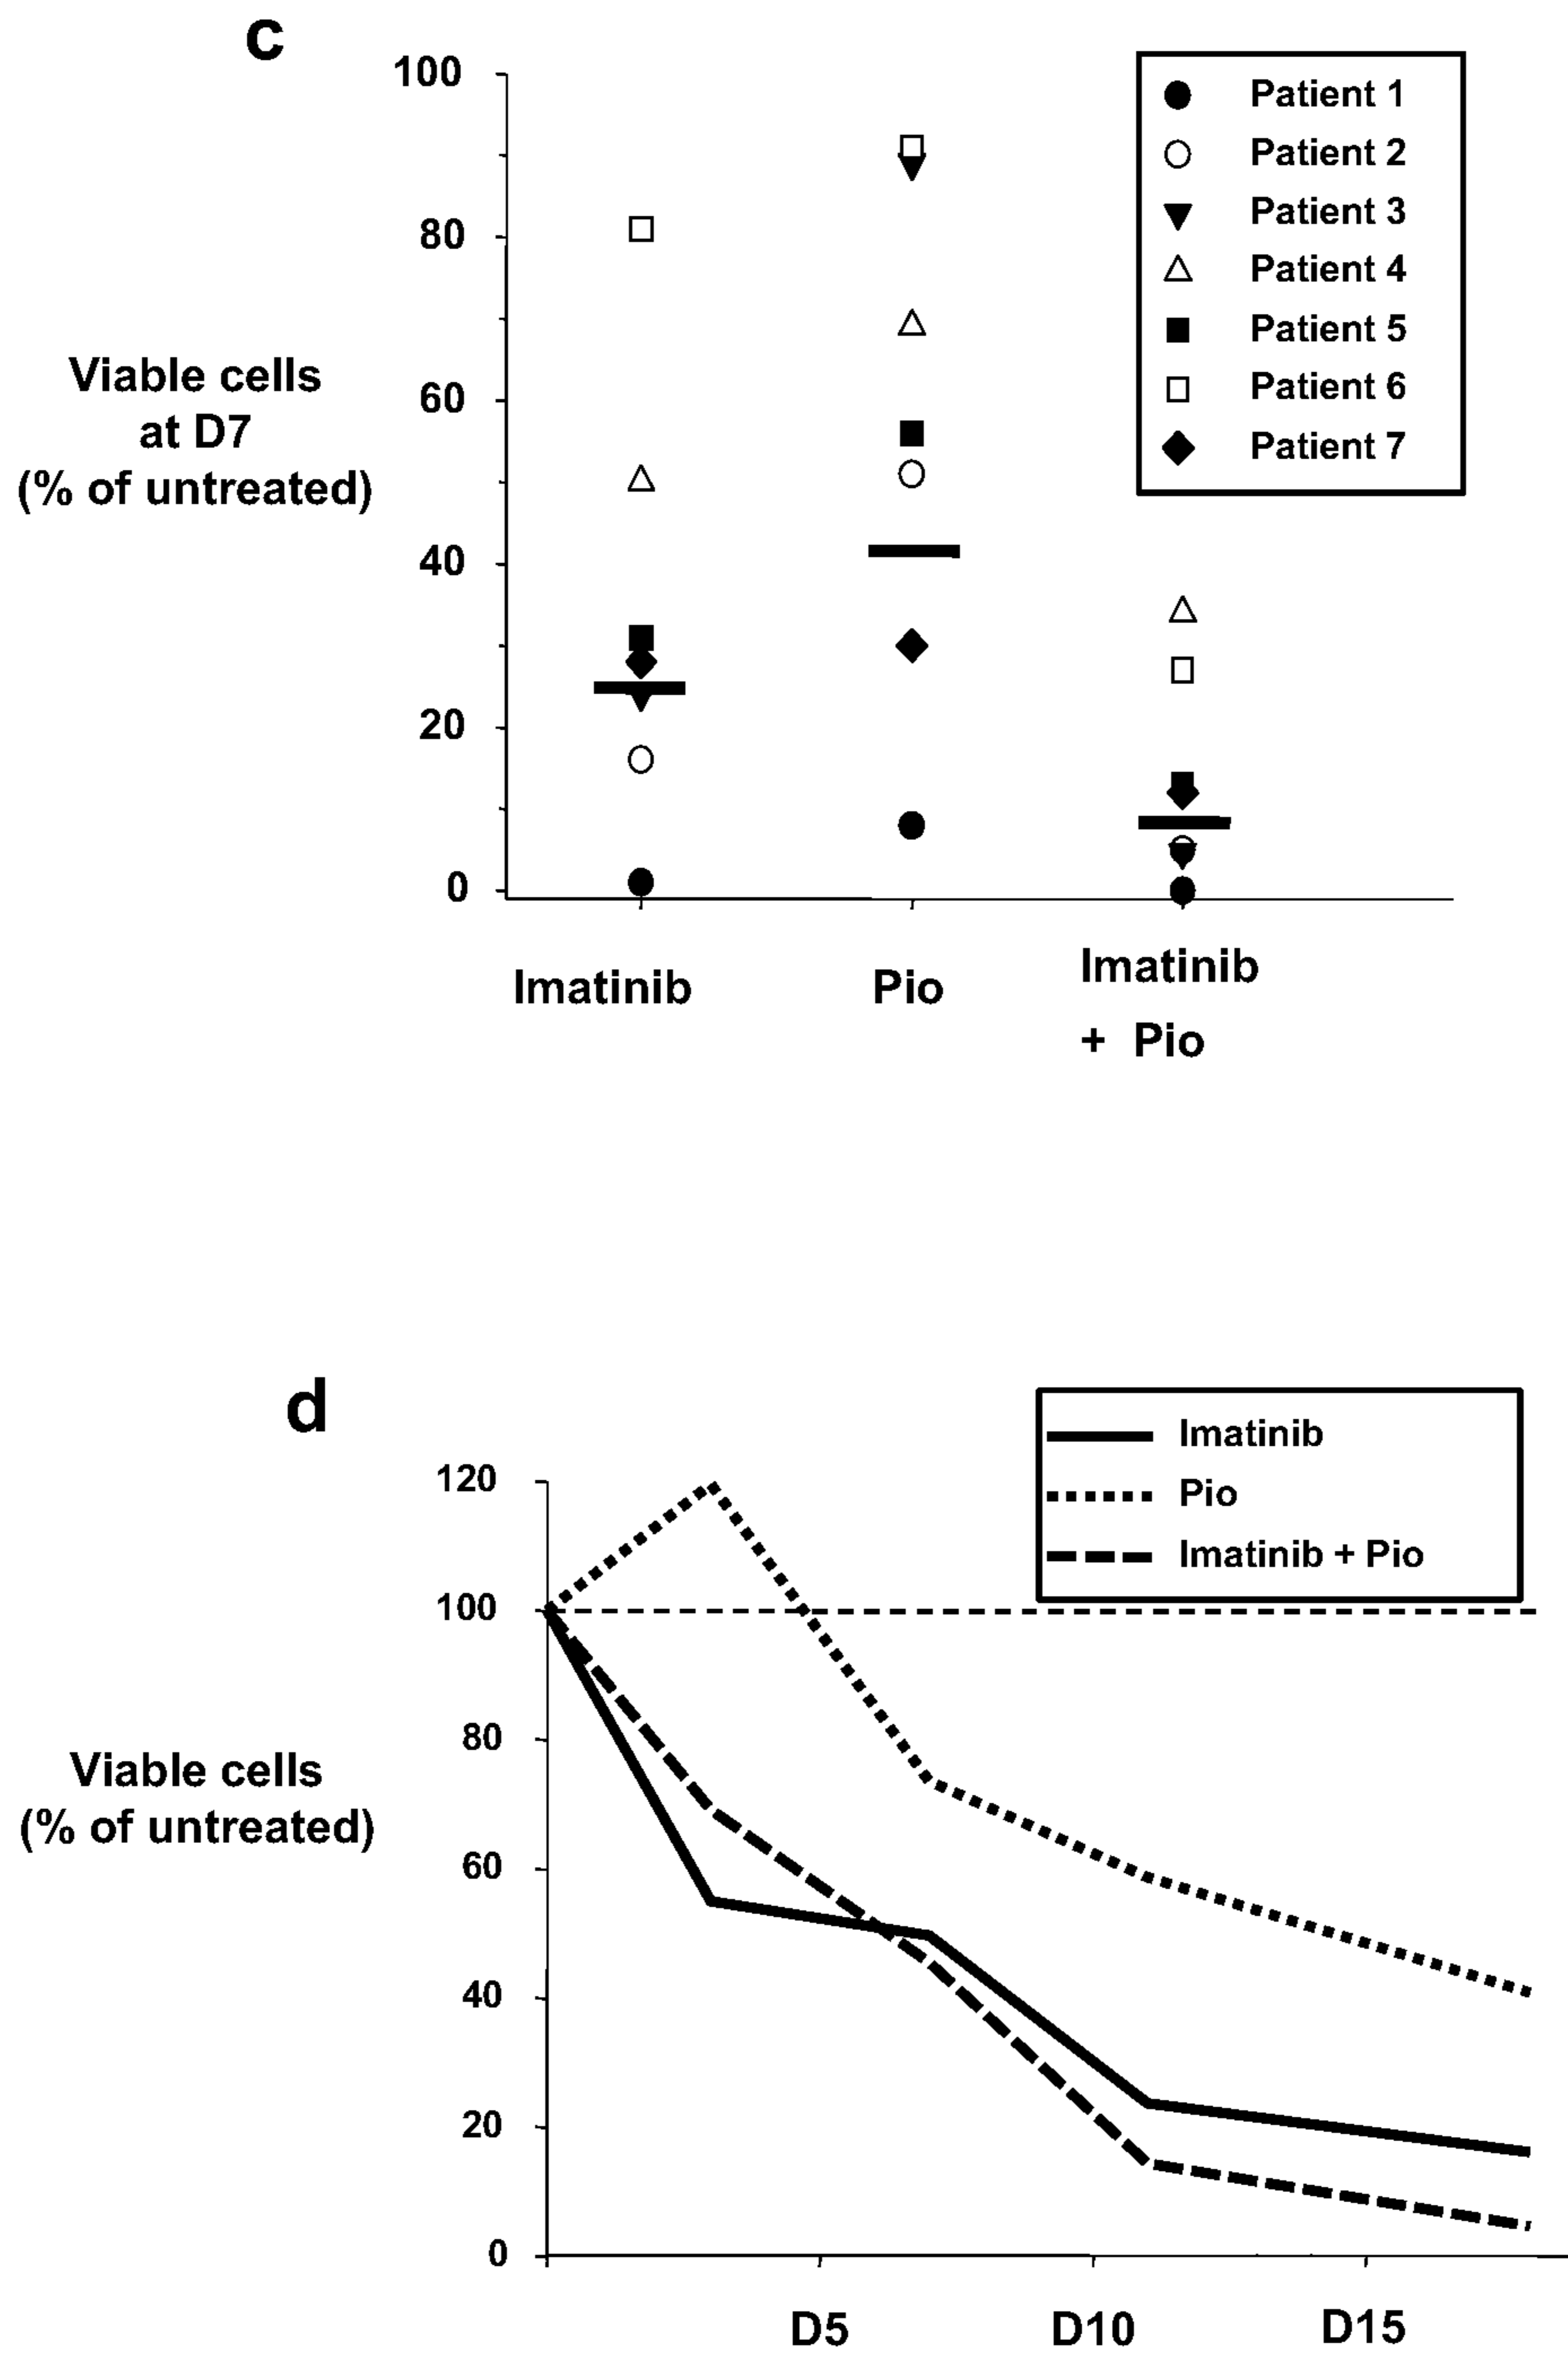 c
100
80
60
40
20
0
Viable cells
at D7
(% of untreated)
Patient 1
Patient 2
Patient 3
Patient 4
Patient 5
Patient 6
Patient 7
Imatinib
Pio
Imatinib
+ Pio
d
Imatinib
Pio
Imatinib + Pio
120
100
80
60
40
20
0
Viable cells
(% of untreated)
D5
D10
D15